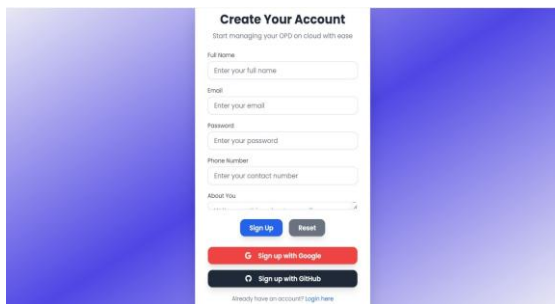 Create Your Account
Start managing your OPD on cloud with ease
Full Name
Enter your full name
Email
Enter your email
Password
Enter your password
Phone Number
Enter your contact number
About You
Sign Up Reset
G Sign up with Google
Sign up with GitHub
Already have an account? Login here